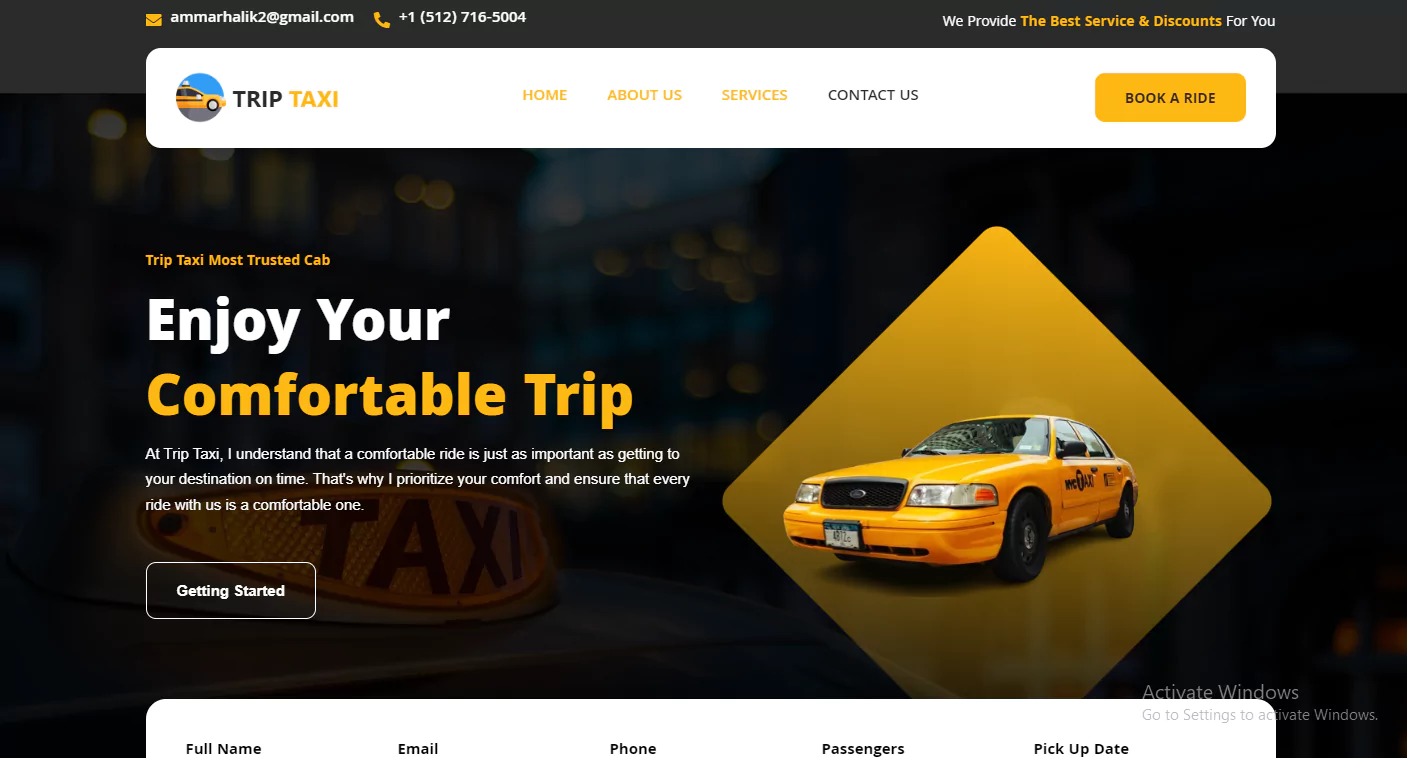 ammarhalik2@gmail.com +1 (512) 716-5004
We Provide The Best Service & Discounts For You
TRIP TAXI
HOME ABOUT US SERVICES CONTACT US
BOOK A RIDE
Trip Taxi Most Trusted Cab
Enjoy Your
Comfortable Trip
At Trip Taxi, I understand that a comfortable ride is just as important as getting to
your destination on time. That's why I prioritize your comfort and ensure that every
ride with us is a comfortable one.
TAXI
NYC TAXI
Getting Started
Activate Windows
Go to Settings to activate Windows.
Full Name Email Phone Passengers Pick Up Date